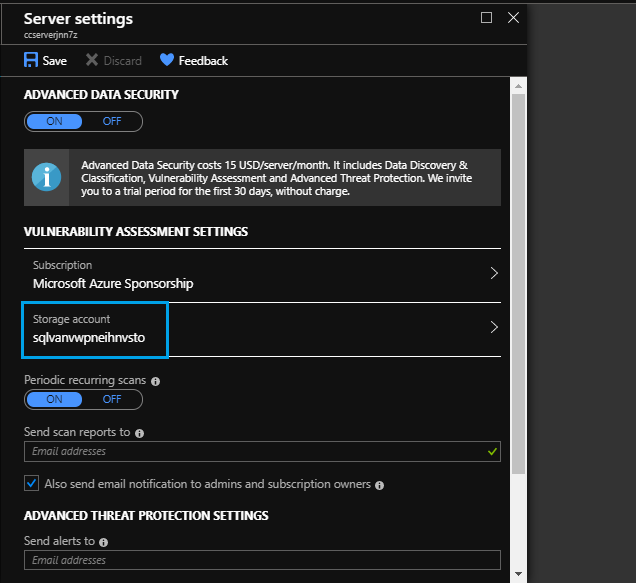 Server settings
ccserverjnn7z
Save Discard Feedback
ADVANCED DATA SECURITY
ON OFF
Advanced Data Security costs 15 USD/server/month. It includes Data Discovery &
Classification, Vulnerability Assessment and Advanced Threat Protection. We invite
you to a trial period for the first 30 days, without charge.
VULNERABILITY ASSESSMENT SETTINGS
Subscription
Microsoft Azure Sponsorship
Storage account
sqlvanvwpneihnvsto
Periodic recurring scans
ON OFF
Send scan reports to
Email addresses
Also send email notification to admins and subscription owners
ADVANCED THREAT PROTECTION SETTINGS
Send alerts to
Email addresses